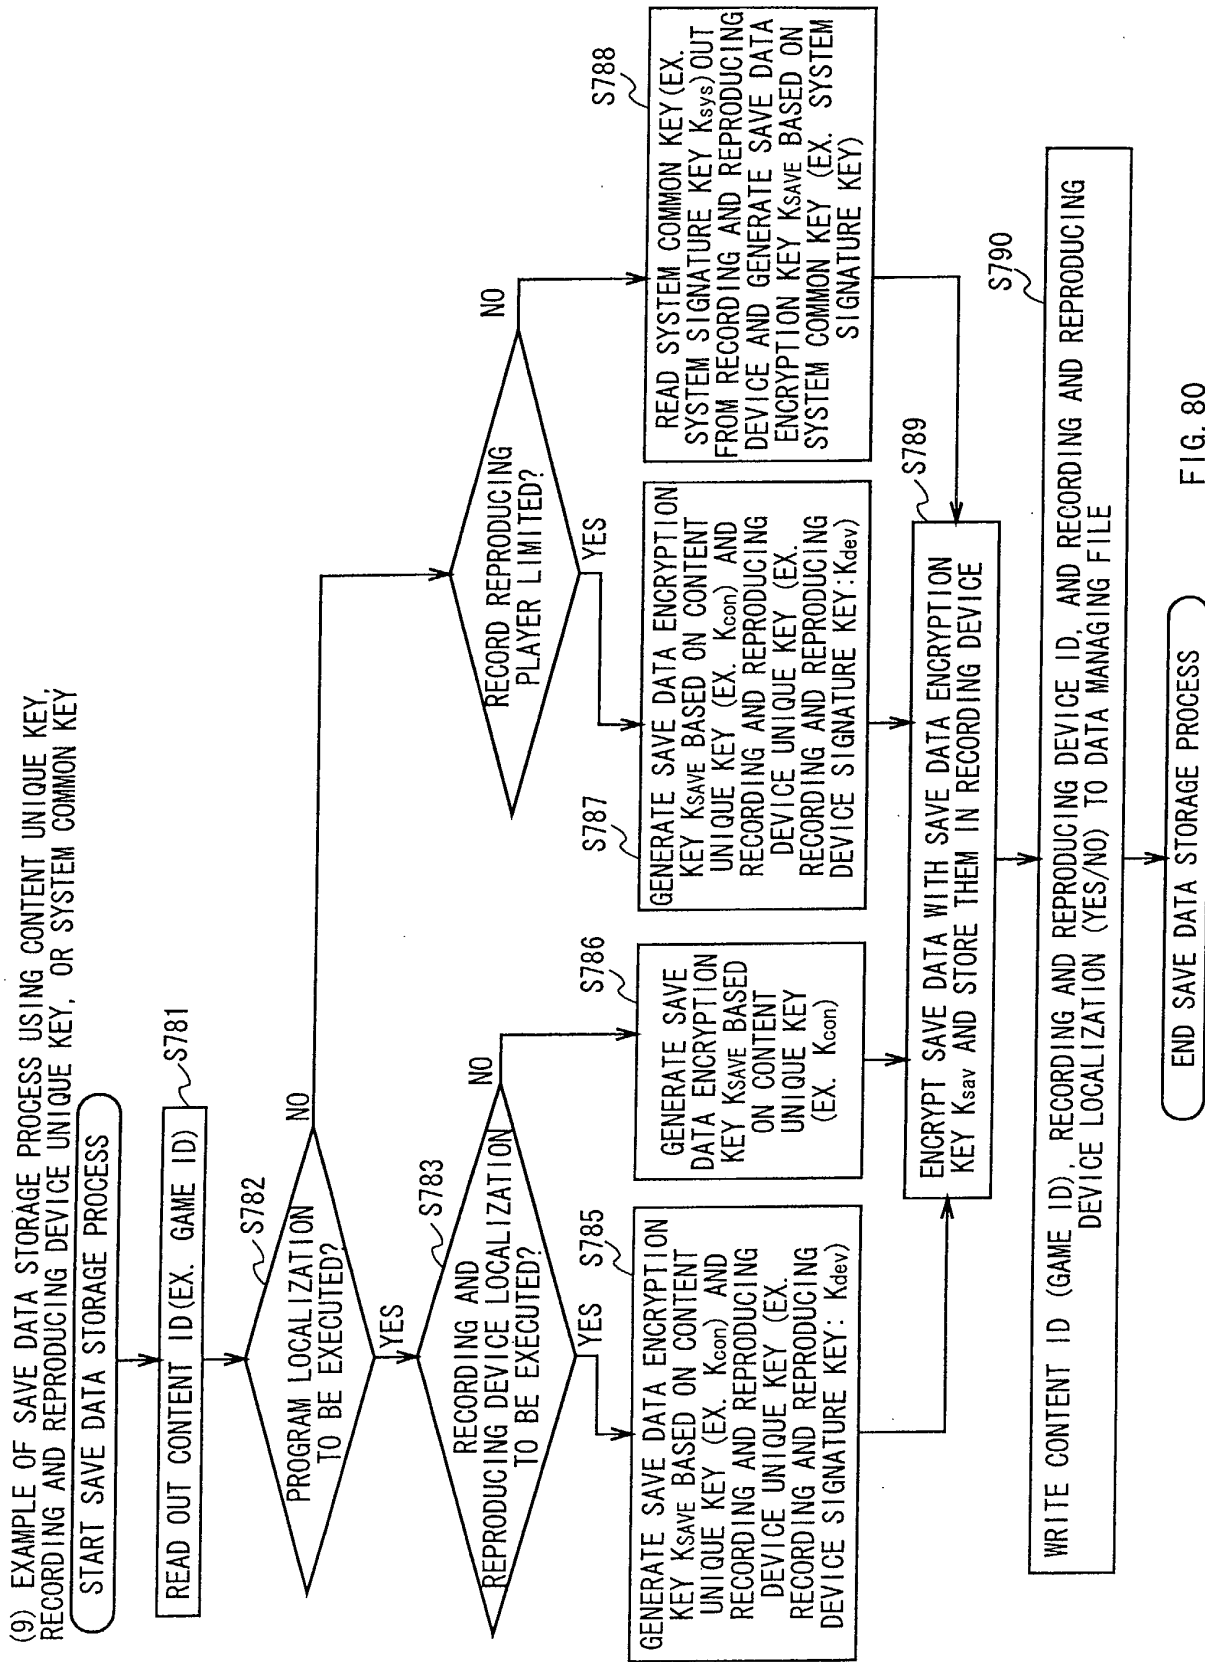 (9) EXAMPLE OF SAVE DATA STORAGE PROCESS USING CONTENT UNIQUE KEY,
RECORDING AND REPRODUCING DEVICE UNIQUE KEY, OR SYSTEM COMMON KEY
START SAVE DATA STORAGE PROCESS
S781
READ OUT CONTENT ID(EX. GAME ID)
S782
PROGRAM LOCALIZATION
TO BE EXECUTED?
NO
YES
S783
RECORDING AND
REPRODUCING DEVICE LOCALIZATION
TO BE EXECUTED?
NO
YES
RECORD REPRODUCING
PLAYER LIMITED?
NO
YES
S785
GENERATE SAVE DATA ENCRYPTION
KEY KSAVE BASED ON CONTENT
UNIQUE KEY (EX. Kcon) AND
RECORDING AND REPRODUCING
DEVICE UNIQUE KEY (EX.
RECORDING AND REPRODUCING
DEVICE SIGNATURE KEY: Kdev)
S786
GENERATE SAVE
DATA ENCRYPTION
KEY KSAVE BASED
ON CONTENT
UNIQUE KEY
(EX. Kcon)
S787
GENERATE SAVE DATA ENCRYPTION
KEY KSAVE BASED ON CONTENT
UNIQUE KEY (EX. Kcon) AND
RECORDING AND REPRODUCING
DEVICE UNIQUE KEY (EX.
RECORDING AND REPRODUCING
DEVICE SIGNATURE KEY:Kdev)
S788
READ SYSTEM COMMON KEY(EX.
SYSTEM SIGNATURE KEY Ksys)OUT
FROM RECORDING AND REPRODUCING
DEVICE AND GENERATE SAVE DATA
ENCRYPTION KEY KSAVE BASED ON
SYSTEM COMMON KEY (EX. SYSTEM
SIGNATURE KEY)
S789
ENCRYPT SAVE DATA WITH SAVE DATA ENCRYPTION
KEY Ksav AND STORE THEM IN RECORDING DEVICE
S790
WRITE CONTENT ID (GAME ID), RECORDING AND REPRODUCING DEVICE ID, AND RECORDING AND REPRODUCING
DEVICE LOCALIZATION (YES/NO) TO DATA MANAGING FILE
END SAVE DATA STORAGE PROCESS
FIG. 80